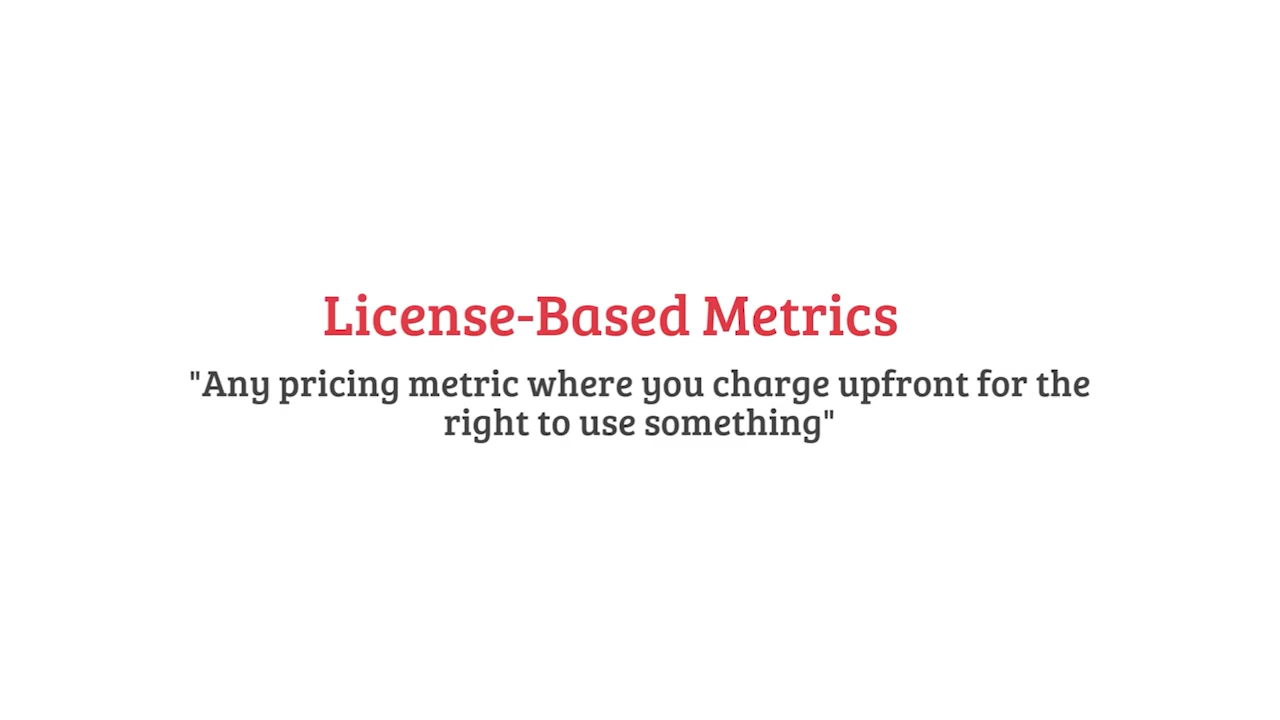 License-Based Metrics
"Any pricing metric where you charge upfront for the
right to use something"